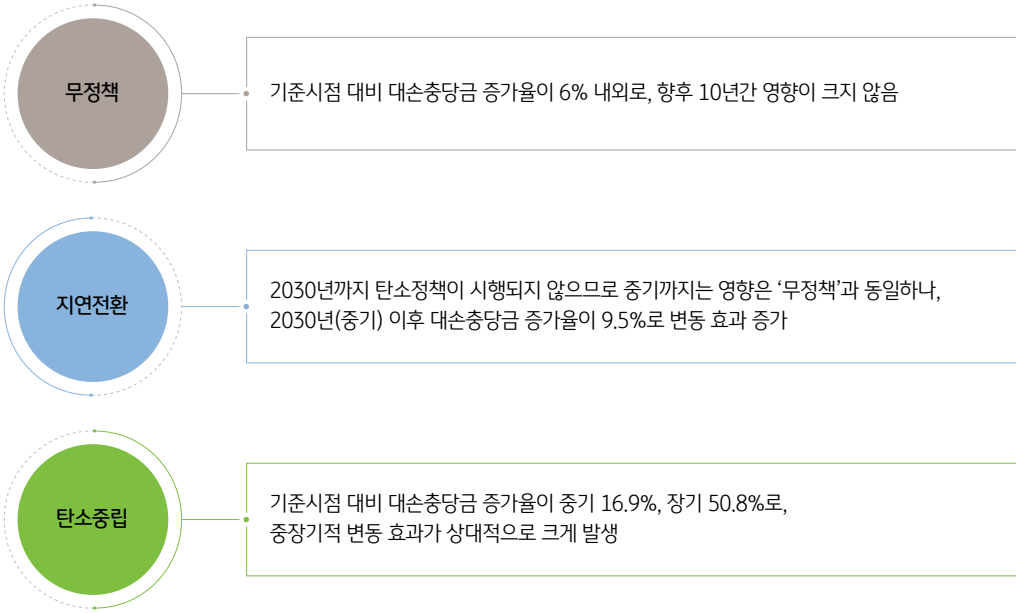 무정책
기준시점 대비 대손충당금 증가율이 6% 내외로, 향후 10년간 영향이 크지 않음
지연전환
2030년까지 탄소정책이 시행되지 않으므로 중기까지는 영향은 ‘무정책’과 동일하나,
2030년(중기) 이후 대손충당금 증가율이 9.5%로 변동 효과 증가
탄소중립
기준시점 대비 대손충당금 증가율이 중기 16.9%, 장기 50.8%로,
중장기적 변동 효과가 상대적으로 크게 발생